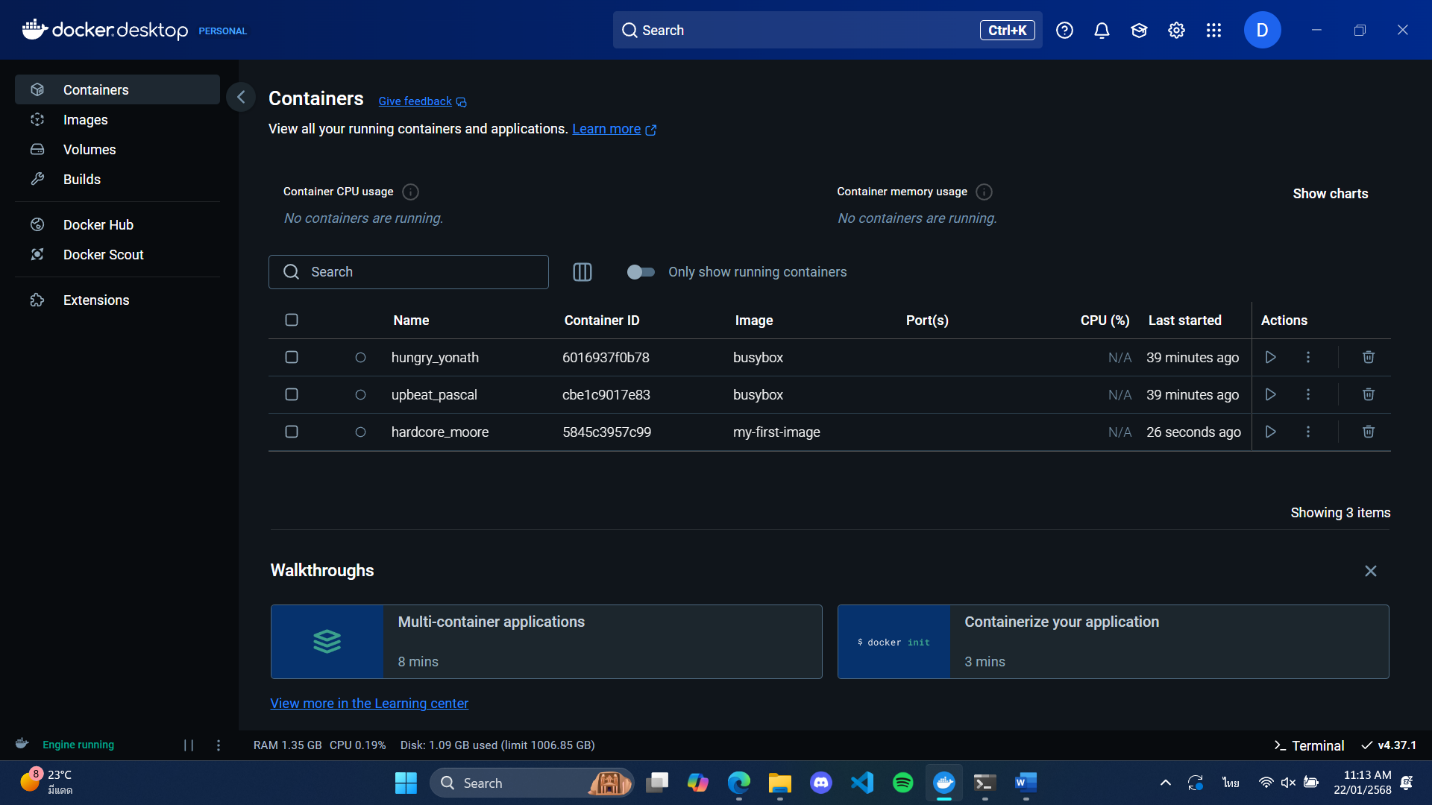 docker.desktop PERSONAL
Search Ctrl+K
D
Containers
Images
Volumes
Builds
Docker Hub
Docker Scout
Extensions
Containers Give feedback
View all your running containers and applications. Learn more
Container CPU usage
No containers are running.
Container memory usage
No containers are running.
Show charts
Search
Only show running containers
Name Container ID Image Port(s) CPU (%) Last started Actions
hungry_yonath 6016937f0b78 busybox N/A 39 minutes ago
upbeat_pascal cbe1c9017e83 busybox N/A 39 minutes ago
hardcore_moore 5845c3957c99 my-first-image N/A 26 seconds ago
Showing 3 items
Walkthroughs
Multi-container applications
8 mins
$ docker init
Containerize your application
3 mins
View more in the Learning center
Engine running
RAM 1.35 GB CPU 0.19% Disk: 1.09 GB used (limit 1006.85 GB)
Terminal v4.37.1
8
23°C
มีแดด
Search
ไทย
11:13 AM
22/01/2568